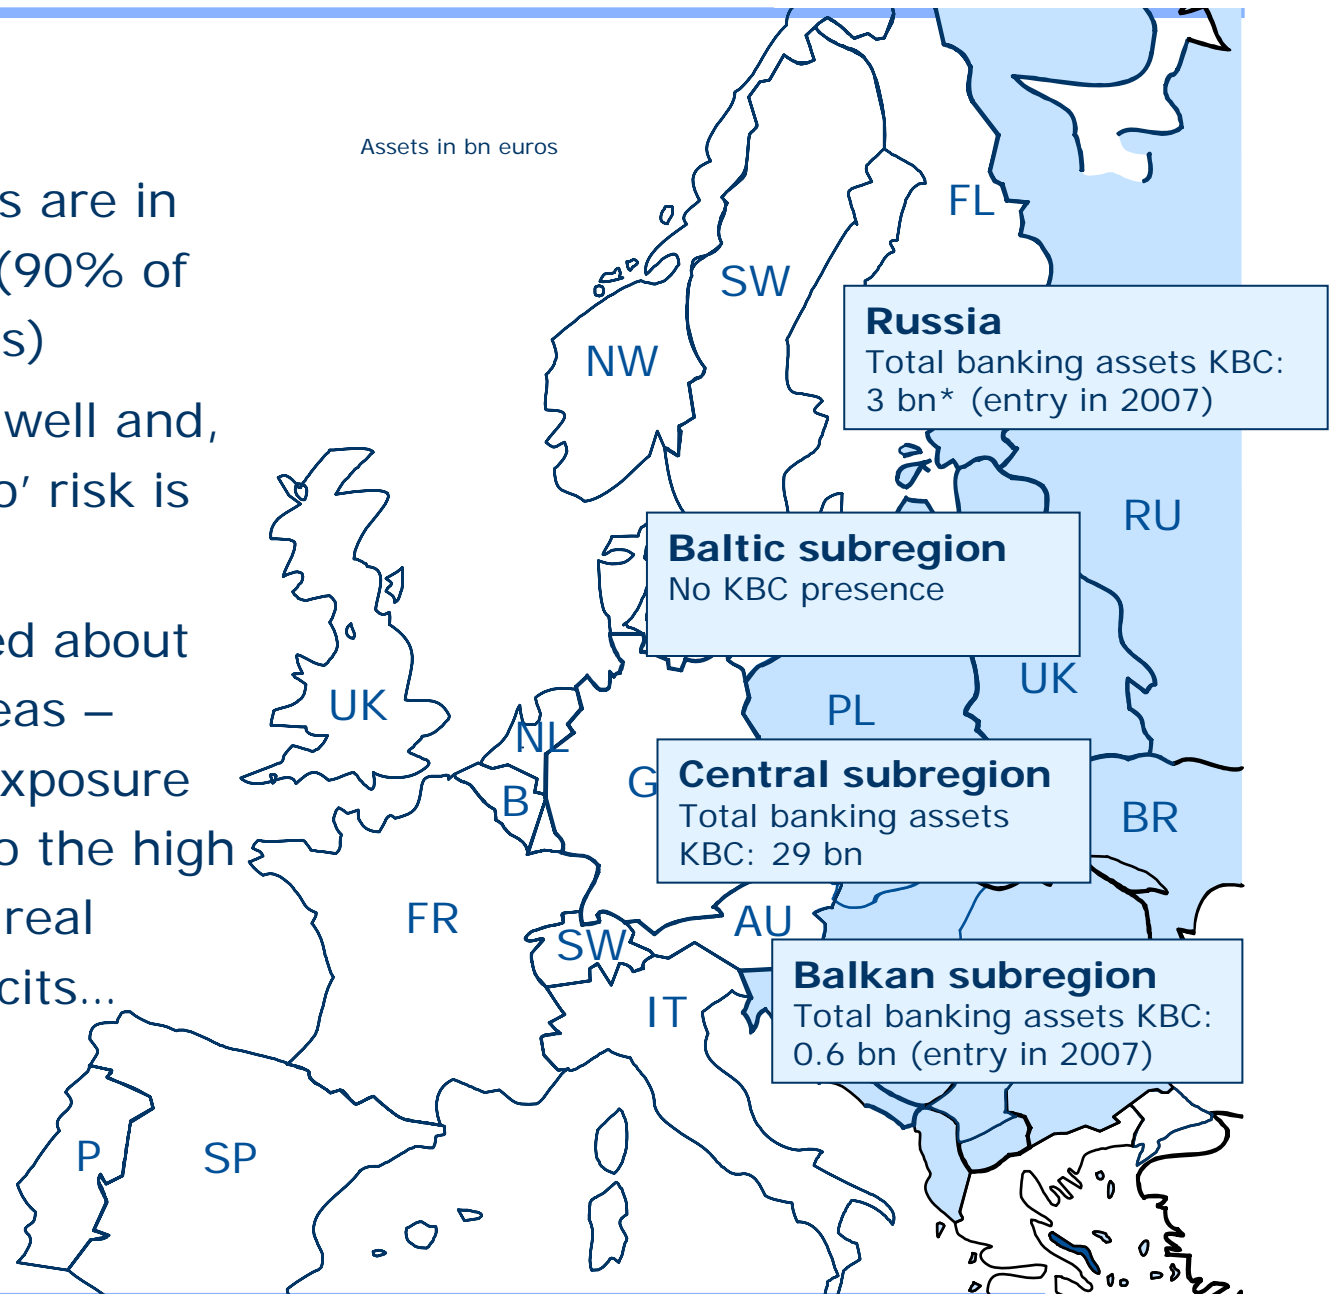 Assets in bn euros
s are in
(90% of
s)
well and,
o’ risk is
ed about
eas –
xposure
o the high
real
cits…
FL
SW
NW
Russia
Total banking assets KBC:
3 bn* (entry in 2007)
RU
Baltic subregion
No KBC presence
UK
PL
UK
NL
G
B
Central subregion
Total banking assets
KBC: 29 bn
BR
FR
SW
AU
IT
Balkan subregion
Total banking assets KBC:
0.6 bn (entry in 2007)
P
SP